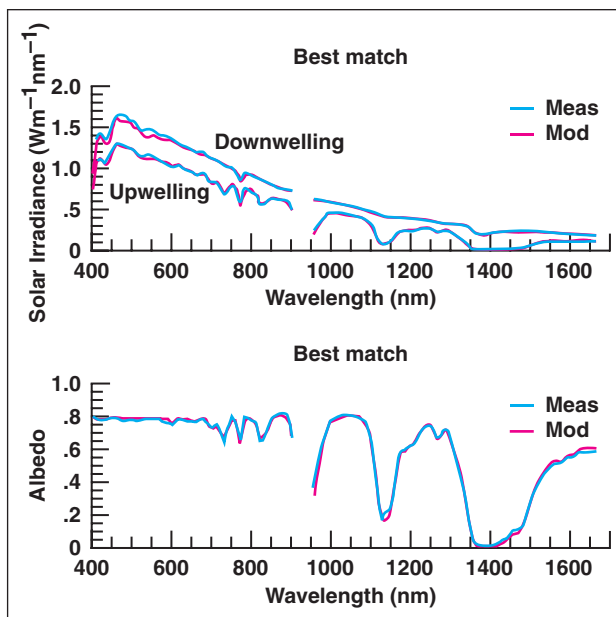 Best match
Solar Irradiance (Wm−1nm−1)
2.0
1.5
1.0
.5
0
Meas
Mod
Downwelling
Upwelling
400 600 800 1000 1200 1400 1600
Wavelength (nm)
Best match
Albedo
1.0
.8
.6
.4
.2
0
Meas
Mod
400 600 800 1000 1200 1400 1600
Wavelength (nm)